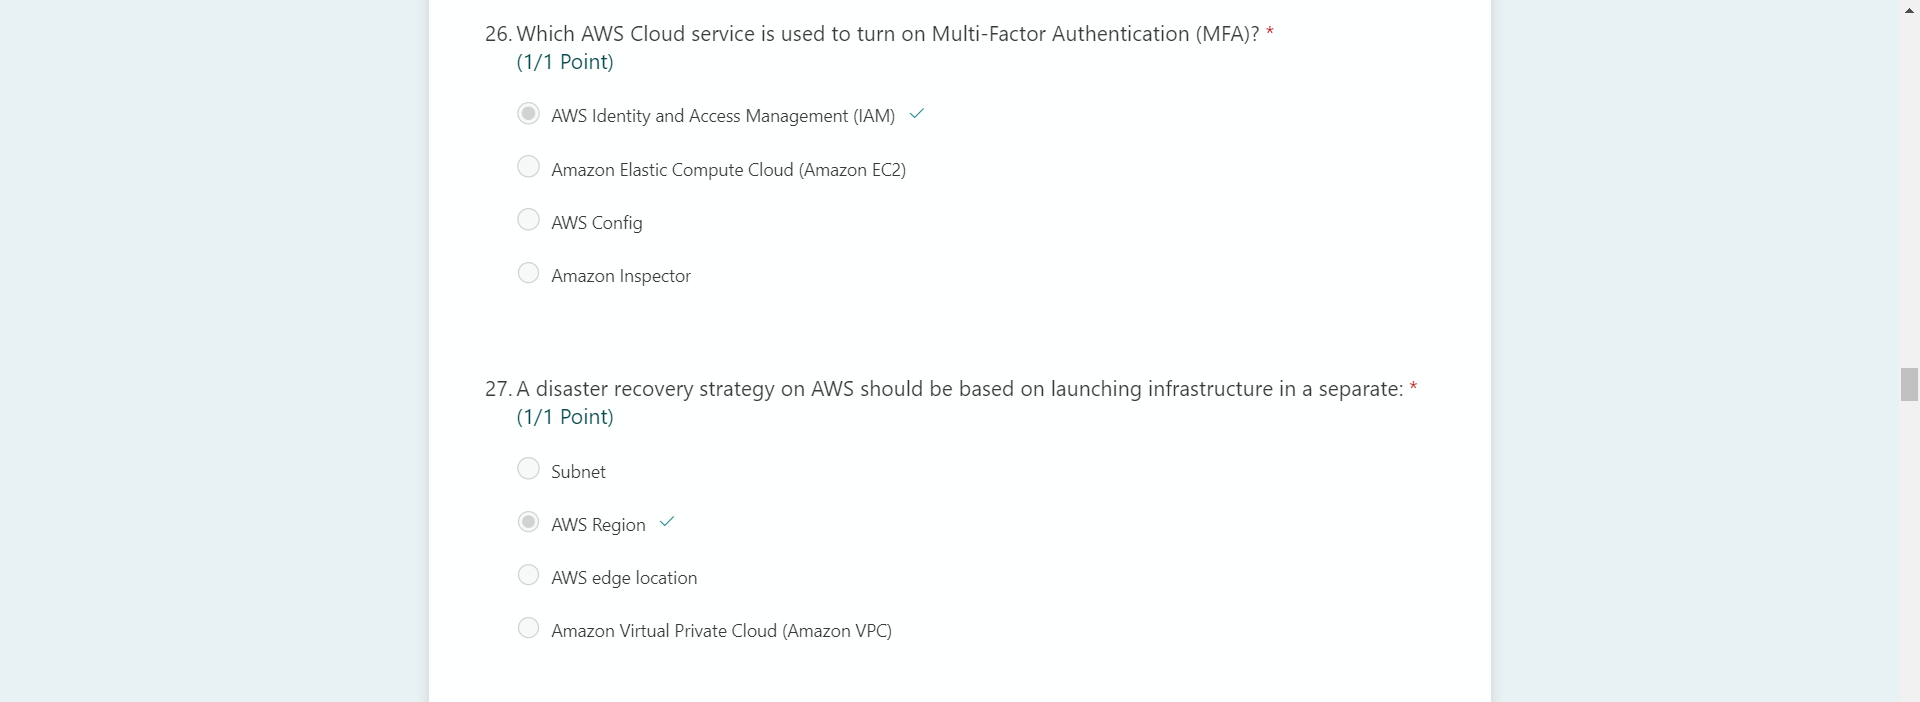 26. Which AWS Cloud service is used to turn on Multi-Factor Authentication (MFA)? *
(1/1 Point)
AWS Identity and Access Management (IAM)
Amazon Elastic Compute Cloud (Amazon EC2)
AWS Config
Amazon Inspector
27. A disaster recovery strategy on AWS should be based on launching infrastructure in a separate: *
(1/1 Point)
Subnet
AWS Region
AWS edge location
Amazon Virtual Private Cloud (Amazon VPC)